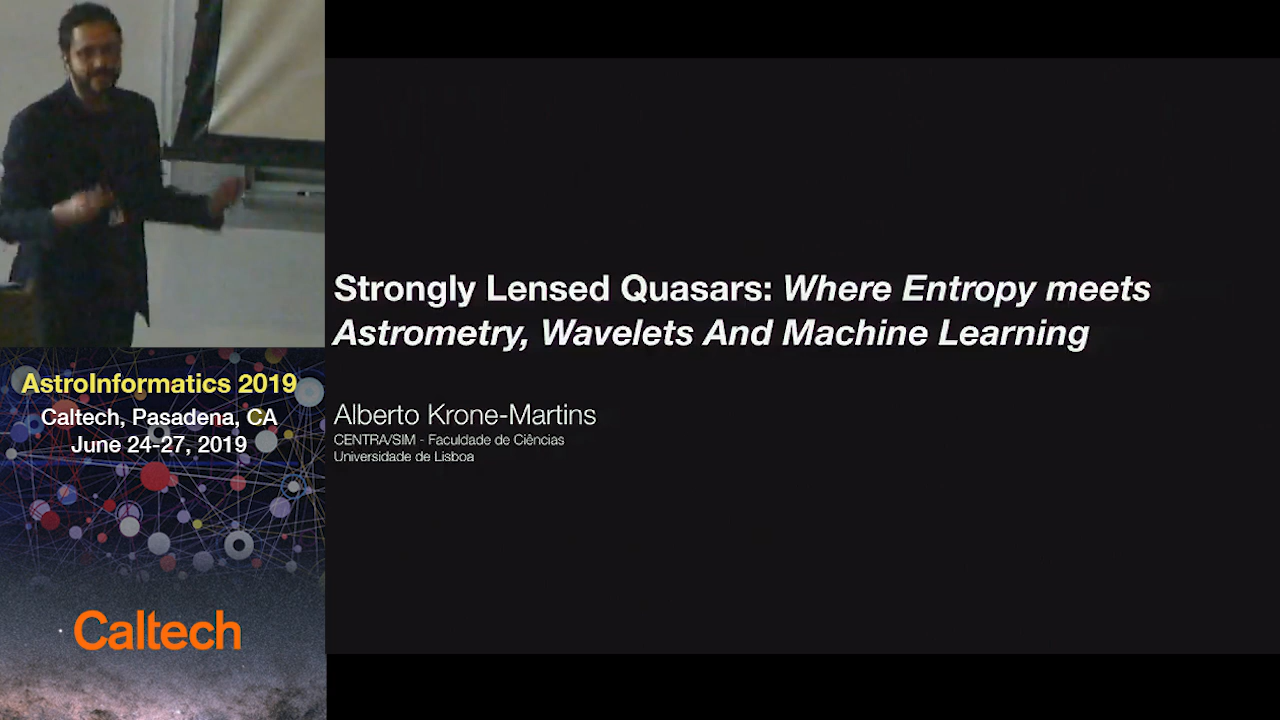 AstroInformatics 2019
Caltech, Pasadena, CA
June 24-27, 2019
Caltech
Strongly Lensed Quasars: Where Entropy meets
Astrometry, Wavelets And Machine Learning
Alberto Krone-Martins
CENTRA/SIM - Faculdade de Ciências
Universidade de Lisboa